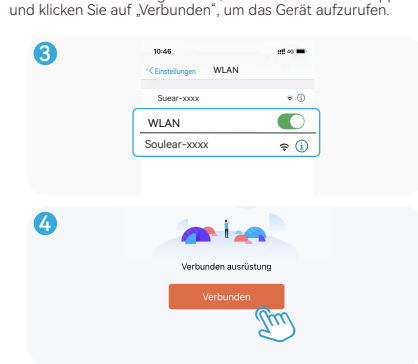 und klicken Sie auf „Verbunden“, um das Gerät aufzurufen.
3
10:46
4G
< Einstellungen WLAN
Suear-xxxx
WLAN
Soulear-xxxx
4
Verbunden ausrüstung
Verbunden